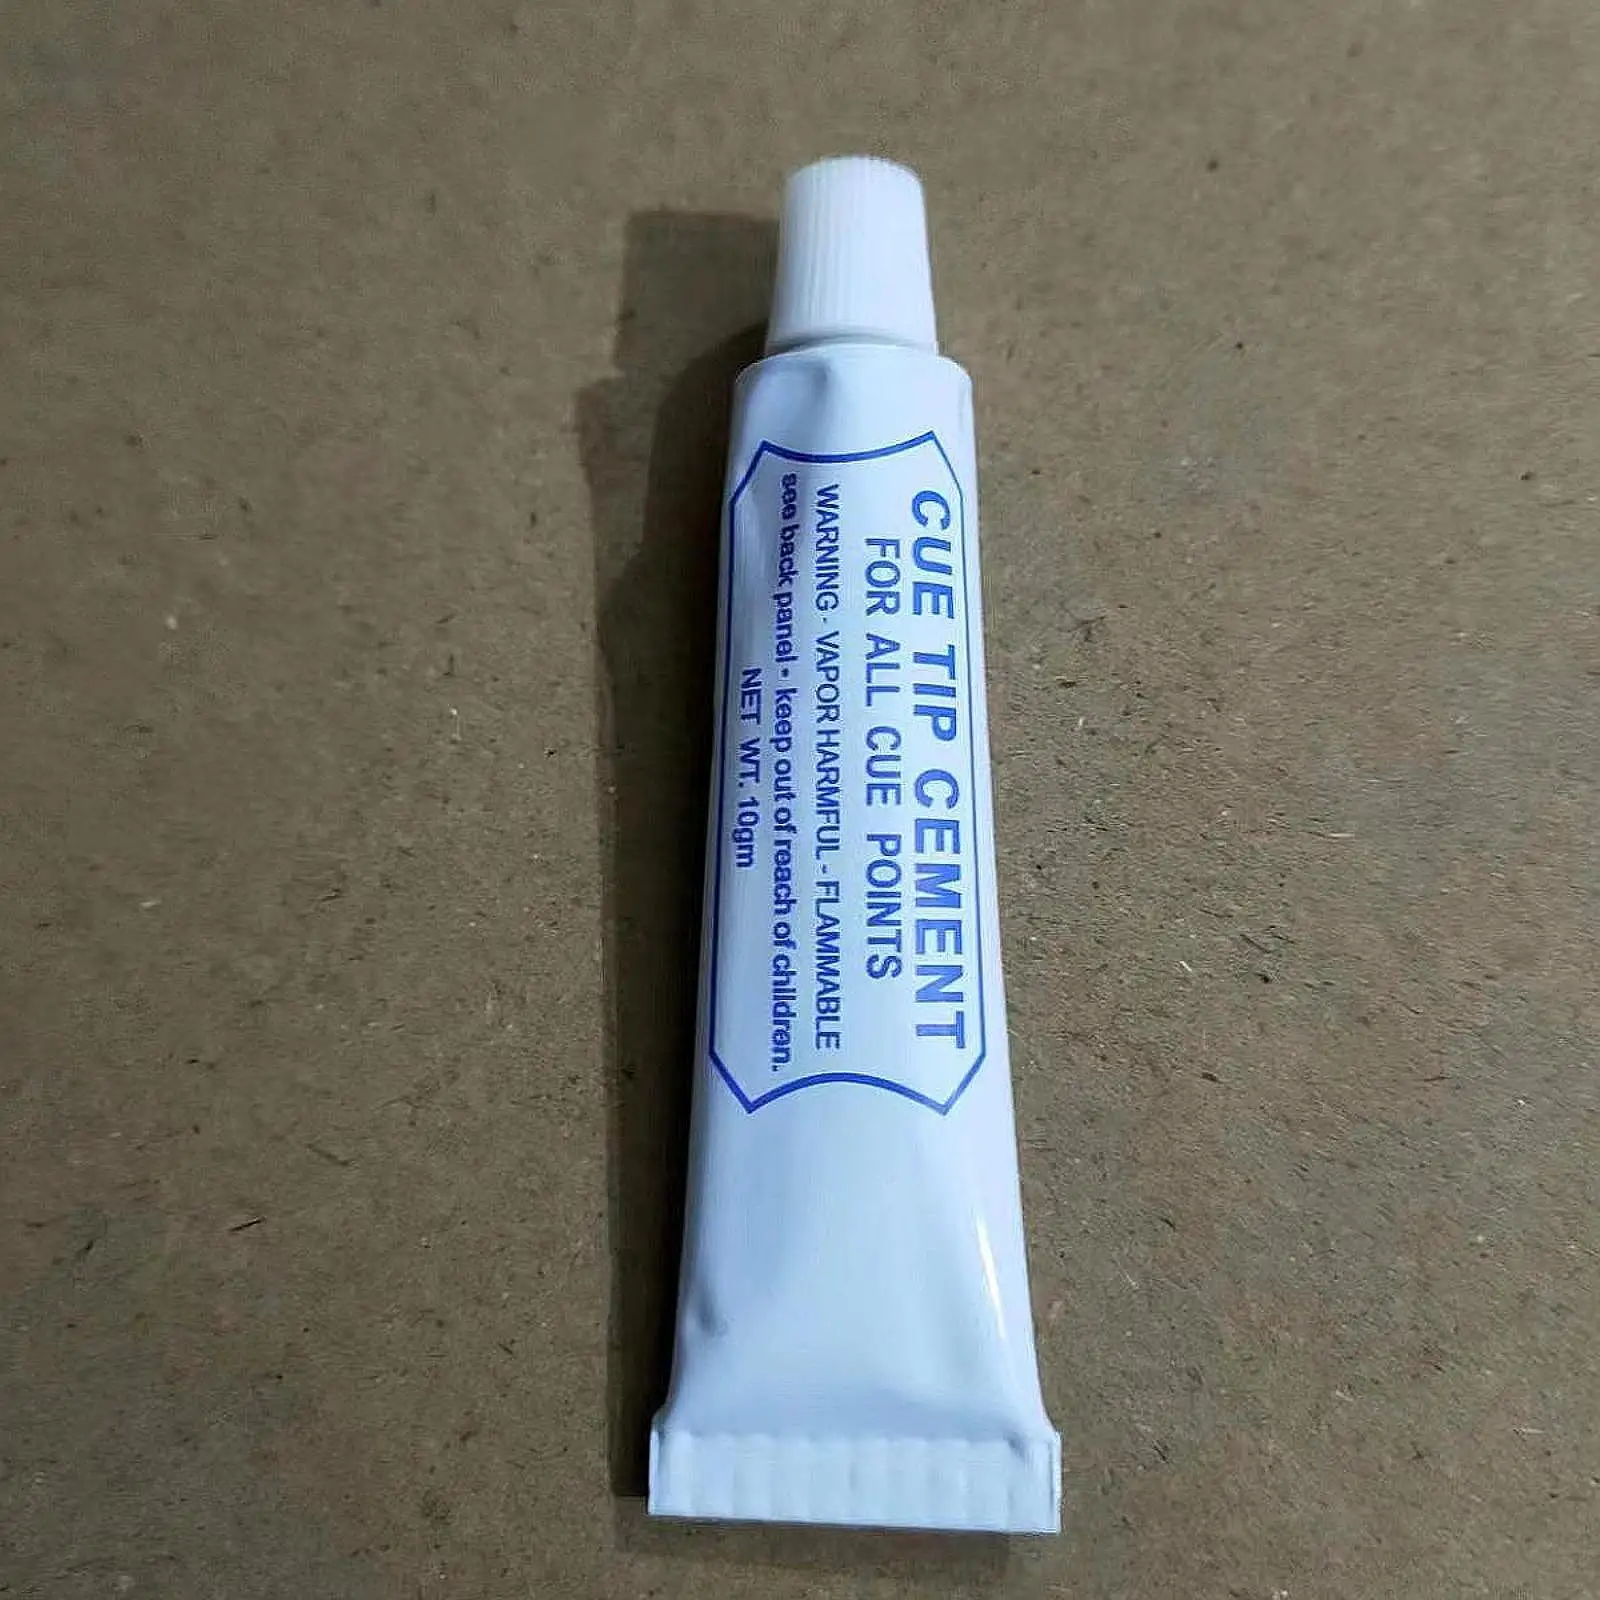 CUE TIP CEMENT
FOR ALL CUE POINTS
WARNING - VAPOR HARMFUL - FLAMMABLE
see back panel • keep out of reach of children.
NET WT. 10gm